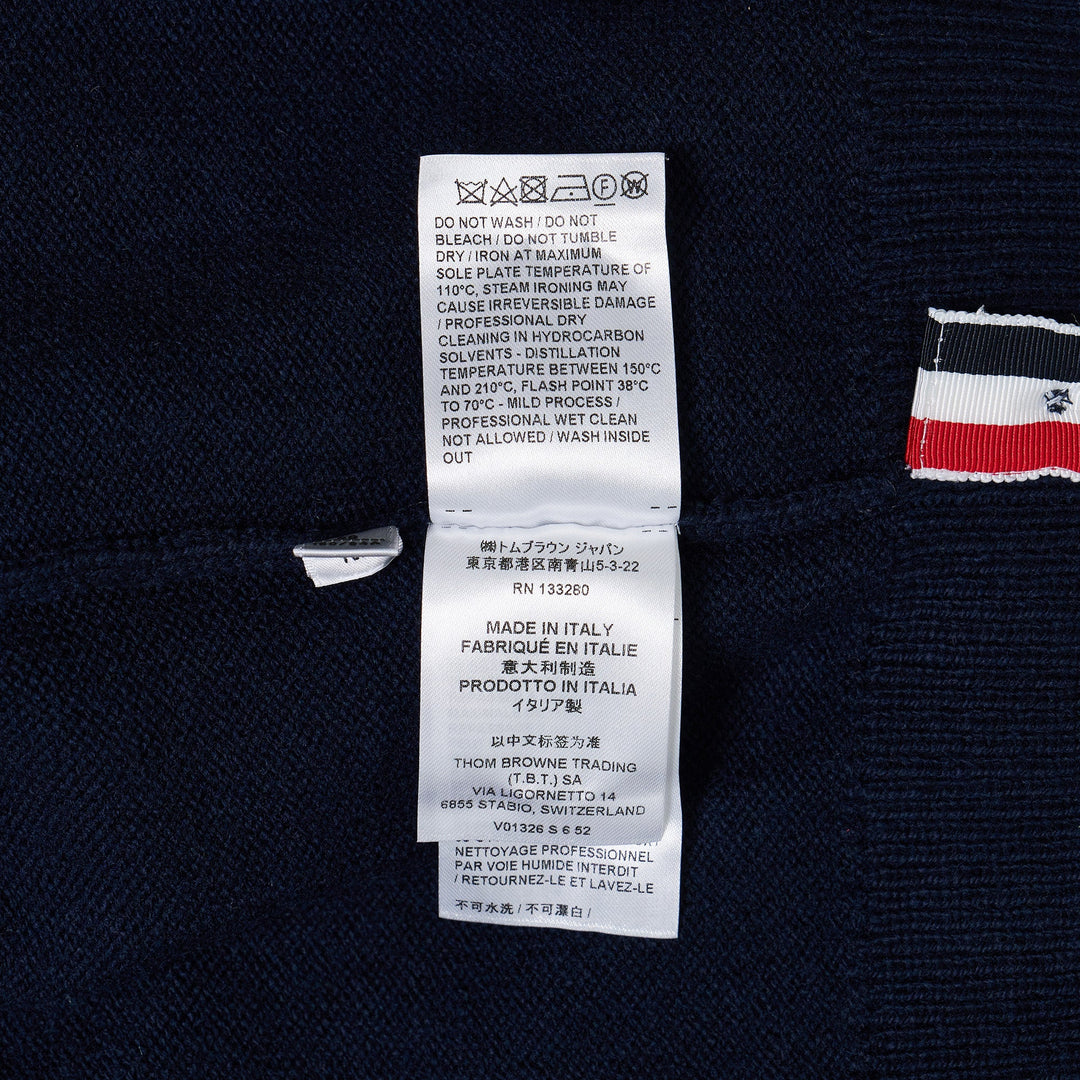 DO NOT WASH / DO NOT
BLEACH / DO NOT TUMBLE
DRY / IRON AT MAXIMUM
SOLE PLATE TEMPERATURE OF
110°C, STEAM IRONING MAY
CAUSE IRREVERSIBLE DAMAGE
/ PROFESSIONAL DRY
CLEANING IN HYDROCARBON
SOLVENTS - DISTILLATION
TEMPERATURE BETWEEN 150°C
AND 210°C, FLASH POINT 38°C
TO 70°C - MILD PROCESS /
PROFESSIONAL WET CLEAN
NOT ALLOWED / WASH INSIDE
OUT
㈱トムブラウン ジャパン
東京都港区南青山5-3-22
RN 133280
MADE IN ITALY
FABRIQUÉ EN ITALIE
意大利制造
PRODOTTO IN ITALIA
イタリア製
以中文标签为准
THOM BROWNE TRADING
(T.B.T.) SA
VIA LIGORNETTO 14
6855 STABIO, SWITZERLAND
V01326 S 6 52
NETTOYAGE PROFESSIONNEL
PAR VOIE HUMIDE INTERDIT
/ RETOURNEZ-LE ET LAVEZ-LE
不可水洗 / 不可漂白 /